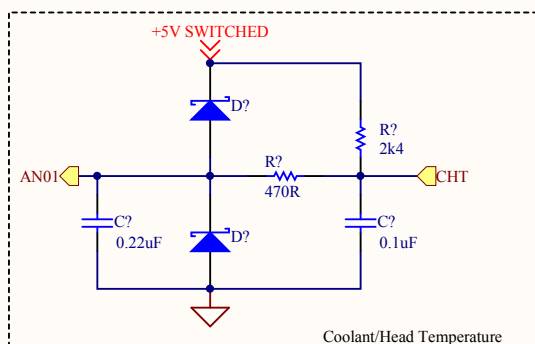 +5V SWITCHED
D?
R?
2k4
AN01
R?
470R
CHT
C?
0.22uF
D?
C?
0.1uF
Coolant/Head Temperature